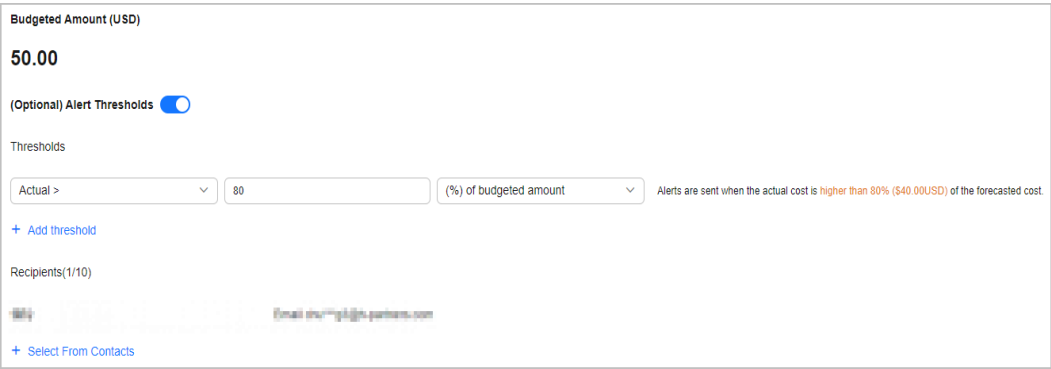 Budgeted Amount (USD)
50.00
(Optional) Alert Thresholds
Thresholds
Actual > 80 (%) of budgeted amount Alerts are sent when the actual cost is higher than 80% ($40.00USD) of the forecasted cost.
+ Add threshold
Recipients(1/10)
+ Select From Contacts